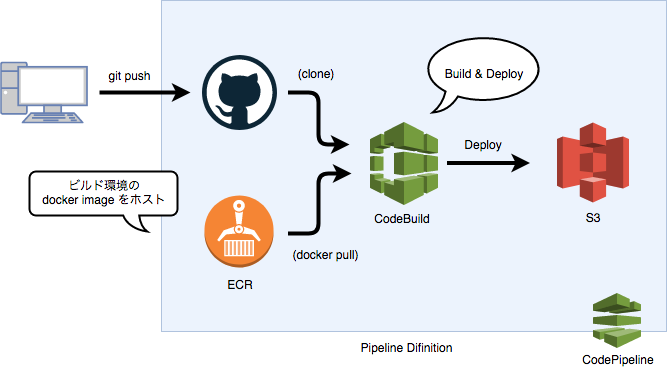 git push
(clone)
Build & Deploy
Deploy
CodeBuild
S3
ビルド環境の
docker image をホスト
(docker pull)
ECR
Pipeline Difinition
CodePipeline